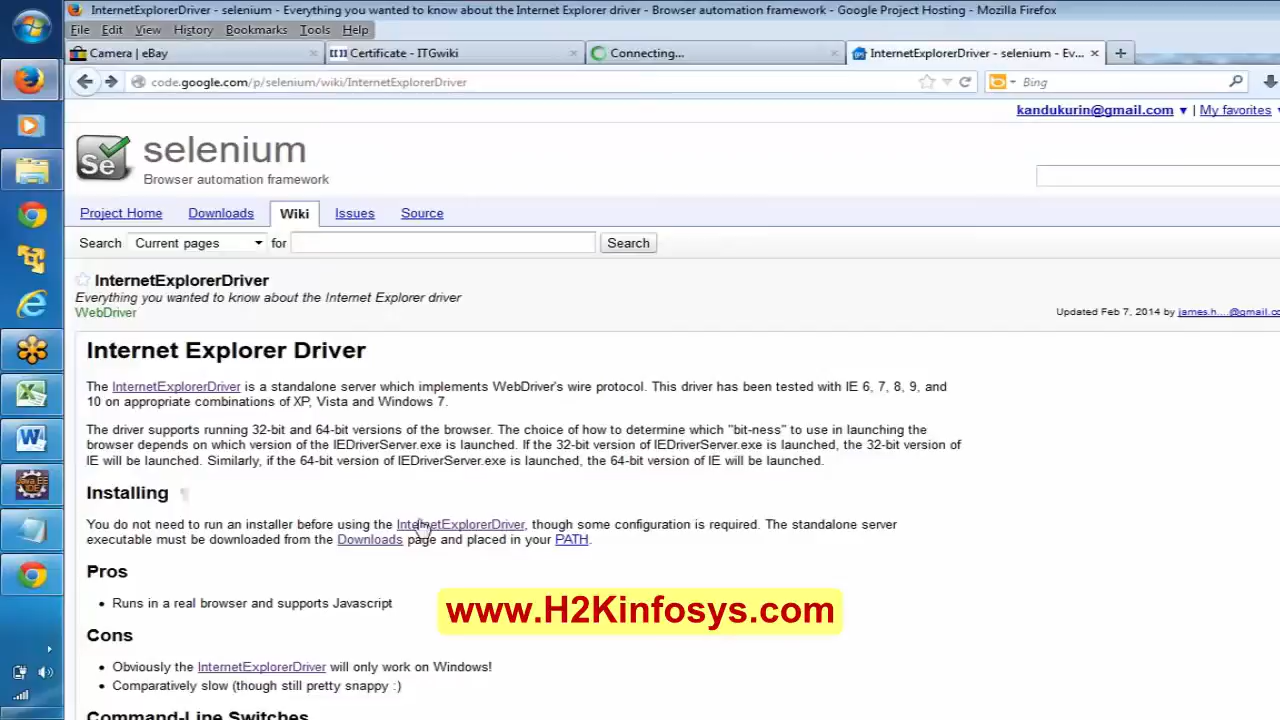 InternetExplorerDriver - selenium - Everything you wanted to know about the Internet Explorer driver - Browser automation framework - Google Project Hosting - Mozilla Firefox
File Edit View History Bookmarks Tools Help
Camera | eBay Certificate - ITGwiki Connecting... InternetExplorerDriver - selenium - Ev...
code.google.com/p/selenium/wiki/InternetExplorerDriver Bing
kandukurin@gmail.com | My favorites
Se selenium
Browser automation framework
Project Home Downloads Wiki Issues Source
Search Current pages for Search
InternetExplorerDriver
Everything you wanted to know about the Internet Explorer driver
WebDriver
Updated Feb 7, 2014 by james.h....@gmail.co
Internet Explorer Driver
The InternetExplorerDriver is a standalone server which implements WebDriver's wire protocol. This driver has been tested with IE 6, 7, 8, 9, and
10 on appropriate combinations of XP, Vista and Windows 7.
The driver supports running 32-bit and 64-bit versions of the browser. The choice of how to determine which "bit-ness" to use in launching the
browser depends on which version of the IEDriverServer.exe is launched. If the 32-bit version of IEDriverServer.exe is launched, the 32-bit version of
IE will be launched. Similarly, if the 64-bit version of IEDriverServer.exe is launched, the 64-bit version of IE will be launched.
Installing ¶
You do not need to run an installer before using the InternetExplorerDriver, though some configuration is required. The standalone server
executable must be downloaded from the Downloads page and placed in your PATH.
Pros
• Runs in a real browser and supports Javascript
www.H2Kinfosys.com
Cons
• Obviously the InternetExplorerDriver will only work on Windows!
• Comparatively slow (though still pretty snappy :)
Command-Line Switches
Java EE
IDE